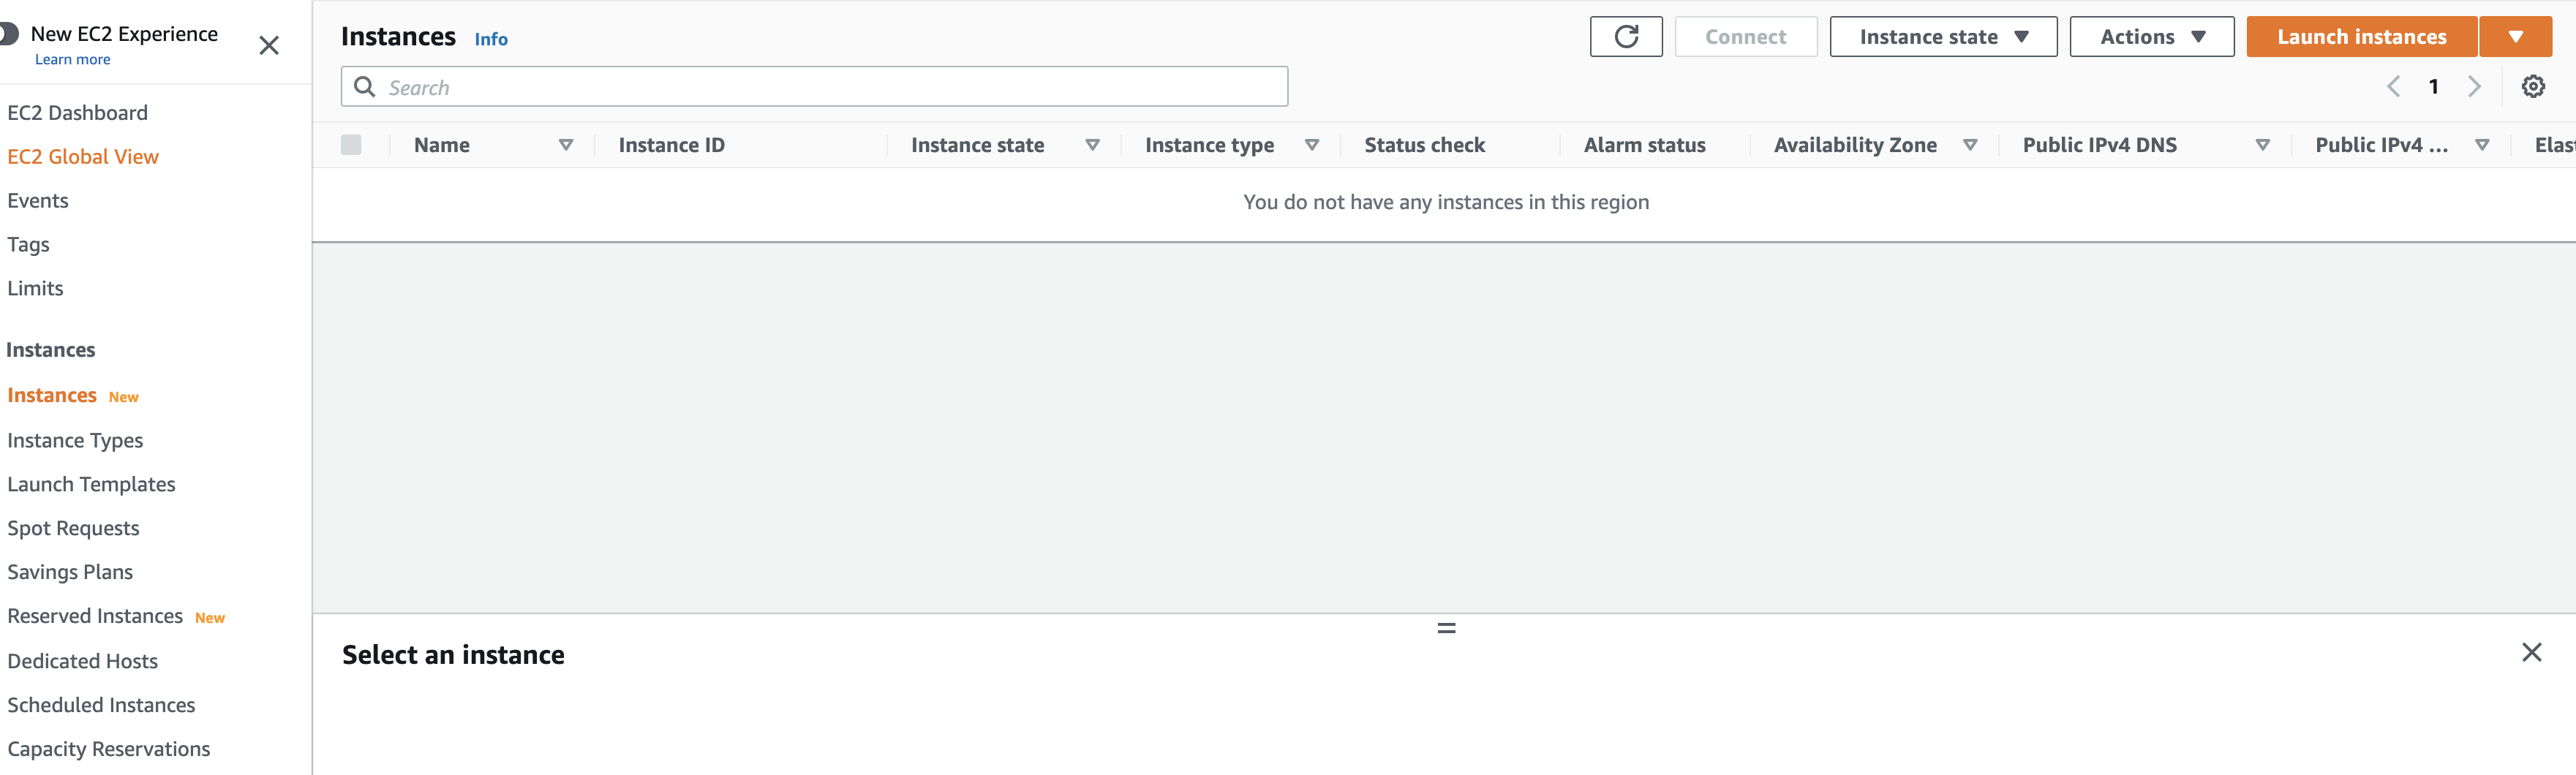 New EC2 Experience
Learn more
EC2 Dashboard
EC2 Global View
Events
Tags
Limits
Instances
Instances New
Instance Types
Launch Templates
Spot Requests
Savings Plans
Reserved Instances New
Dedicated Hosts
Scheduled Instances
Capacity Reservations
Instances Info
Connect
Instance state
Actions
Launch instances
Search
1
Name Instance ID Instance state Instance type Status check Alarm status Availability Zone Public IPv4 DNS Public IPv4 ... Elas
You do not have any instances in this region
Select an instance